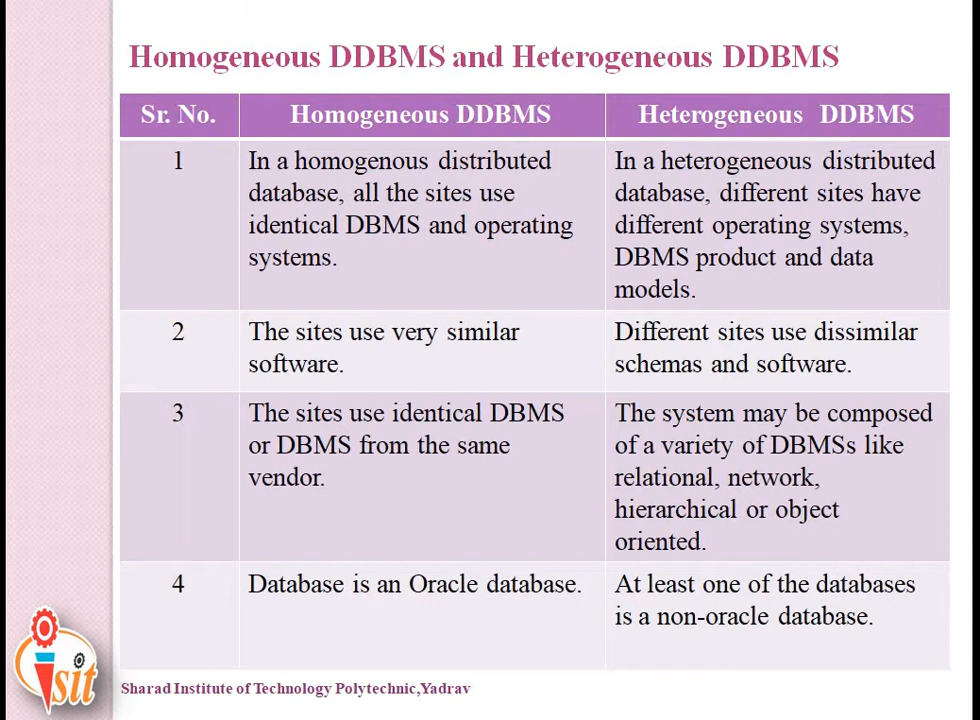 Homogeneous DDBMS and Heterogeneous DDBMS
Sr. No.
Homogeneous DDBMS
Heterogeneous DDBMS
1
In a homogenous distributed
database, all the sites use
identical DBMS and operating
systems.
In a heterogeneous distributed
database, different sites have
different operating systems,
DBMS product and data
models.
2
The sites use very similar
software.
Different sites use dissimilar
schemas and software.
3
The sites use identical DBMS
or DBMS from the same
vendor.
The system may be composed
of a variety of DBMSs like
relational, network,
hierarchical or object
oriented.
4
Database is an Oracle database.
At least one of the databases
is a non-oracle database.
sit
Sharad Institute of Technology Polytechnic,Yadrav